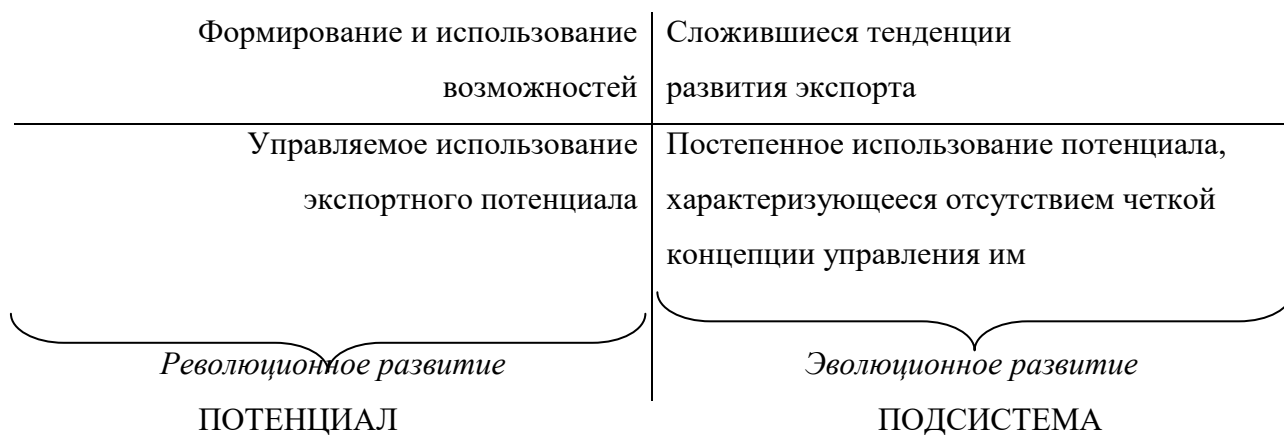 Формирование и использование
возможностей
Сложившиеся тенденции
развития экспорта
Управляемое использование
экспортного потенциала
Постепенное использование потенциала,
характеризующееся отсутствием четкой
концепции управления им
Революционное развитие
Эволюционное развитие
ПОТЕНЦИАЛ
ПОДСИСТЕМА